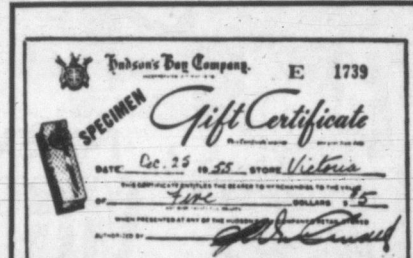 Hudson's Bay Company.
E 1739
SPECIMEN
Gift Certificate
DATE Dec. 25 1955 STORE Victoria
THIS CERTIFICATE ENTITLES THE BEARER TO MERCHANDISE TO THE VALUE
OF Five DOLLARS $
WHEN PRESENTED AT ANY OF THE HUDSON'S BAY COMPANY RETAIL STORES
AUTHORIZED BY